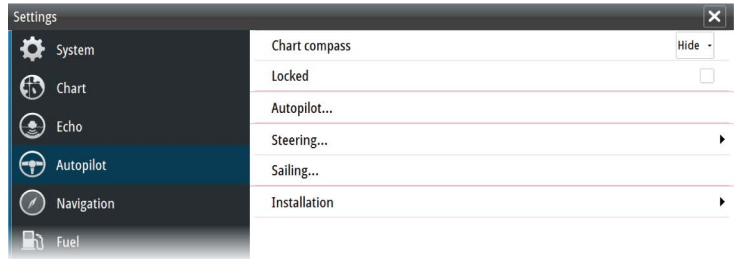 Settings
System
Chart
Echo
Autopilot
Navigation
Fuel
Chart compass
Hide
Locked
Autopilot...
Steering...
Sailing...
Installation